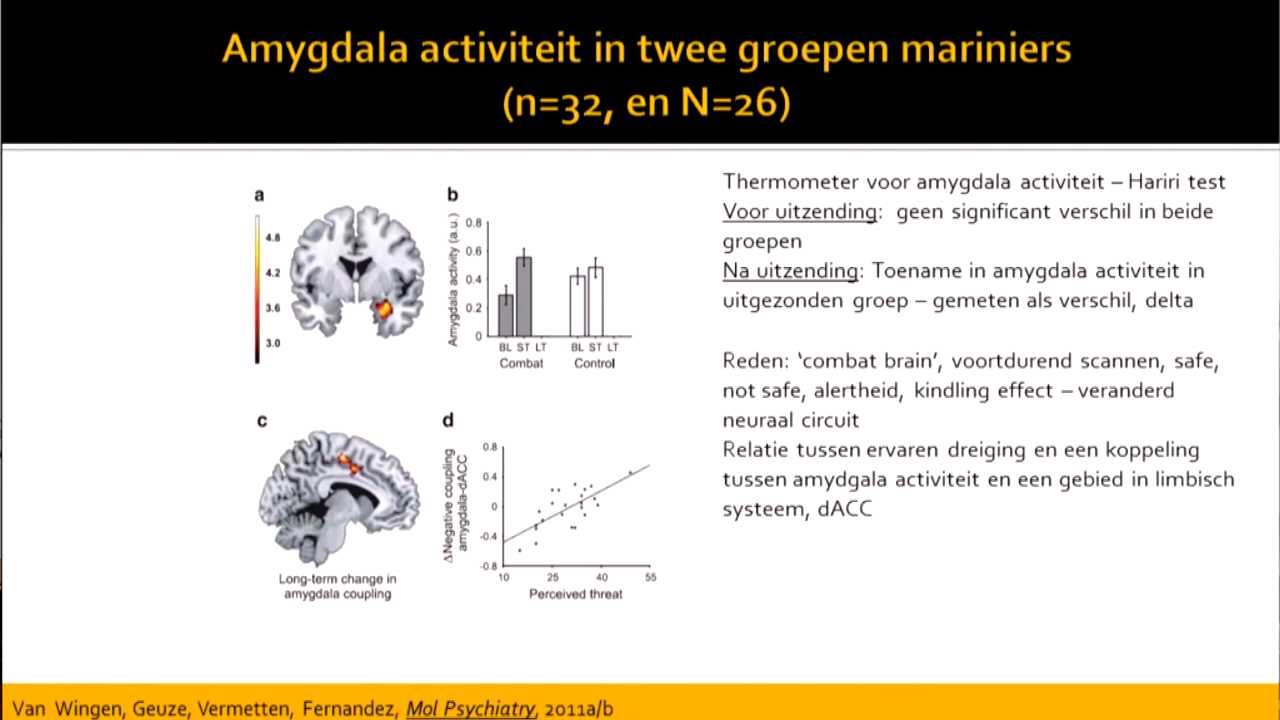 Amygdala activiteit in twee groepen mariniers
(n=32, en N=26)
a
4.8
4.2
3.6
3.0
b
Amygdala activity (a.u.)
0.8
0.6
0.4
0.2
0
BL ST LT BL ST LT
Combat Control
c
Long-term change in
amygdala coupling
d
ΔNegative coupling
amygdala-dACC
0.8
0.4
0
-0.4
-0.8
10 25 40 55
Perceived threat
Thermometer voor amygdala activiteit – Hariri test
Voor uitzending: geen significant verschil in beide
groepen
Na uitzending: Toename in amygdala activiteit in
uitgezonden groep – gemeten als verschil, delta
Reden: ‘combat brain’, voortdurend scannen, safe,
not safe, alertheid, kindling effect – veranderd
neuraal circuit
Relatie tussen ervaren dreiging en een koppeling
tussen amydgala activiteit en een gebied in limbisch
systeem, dACC
Van Wingen, Geuze, Vermetten, Fernandez, Mol Psychiatry, 2011a/b